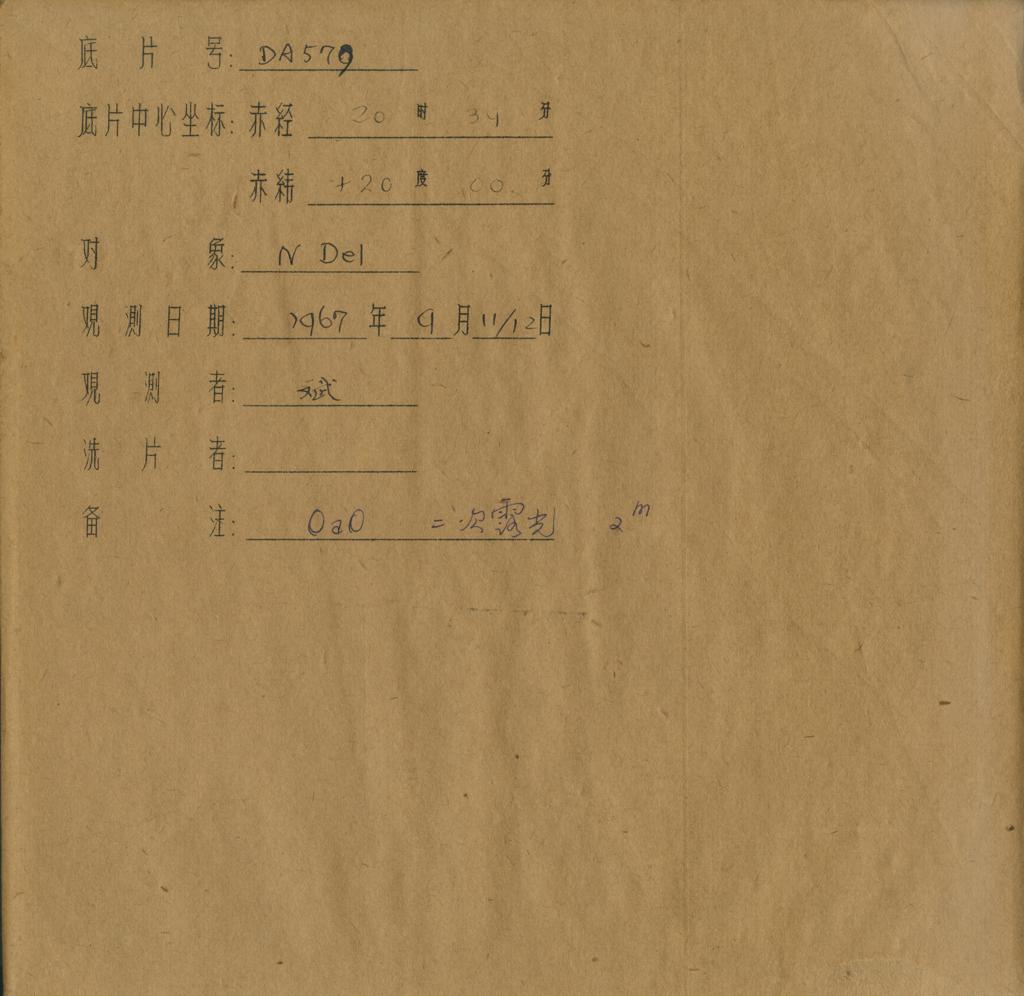 底片号: DA579
底片中心坐标: 赤经 20 时 34 分
赤纬 +20 度 00 分
对象: N Del
观测日期: 1967 年 9 月 11/12 日
观测者: 斌
洗片者:
备注: OaO 二次露光 2m